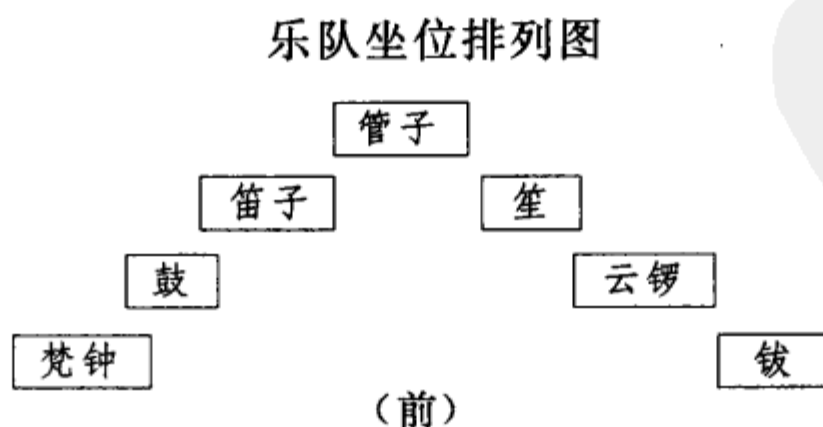 乐队坐位排列图
管子
笛子 笙
鼓 云锣
梵钟 钹
（前）